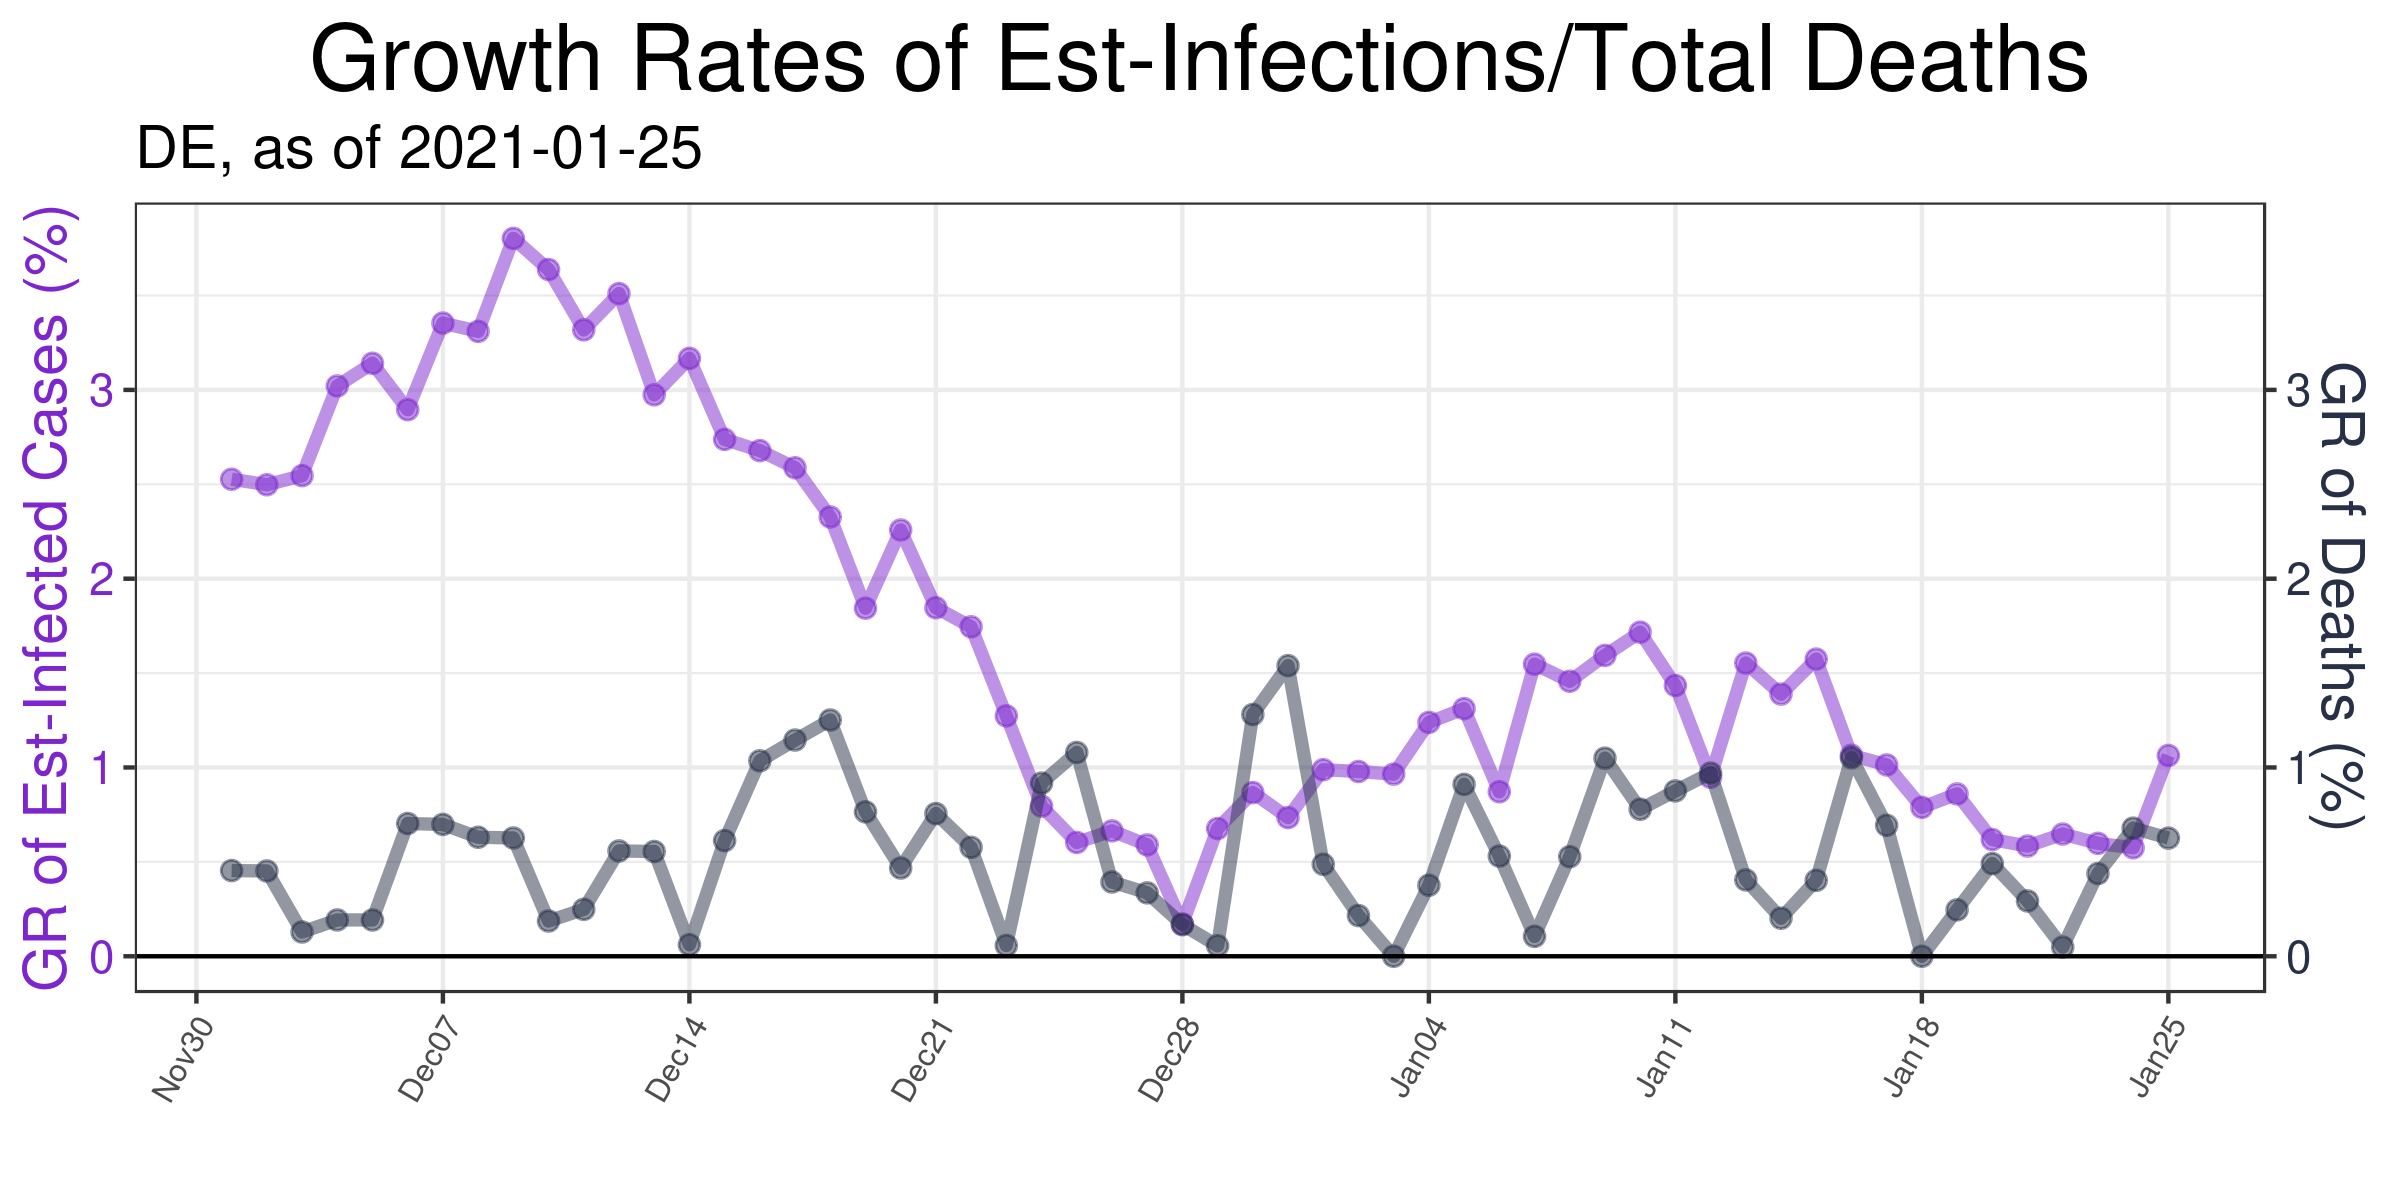 Growth Rates of Est-Infections/Total Deaths
DE, as of 2021-01-25
GR of Est-Infected Cases (%)
3
2
1
0
3
2
1
0
GR of Deaths (%)
Nov30
Dec07
Dec14
Dec21
Dec28
Jan04
Jan11
Jan18
Jan25